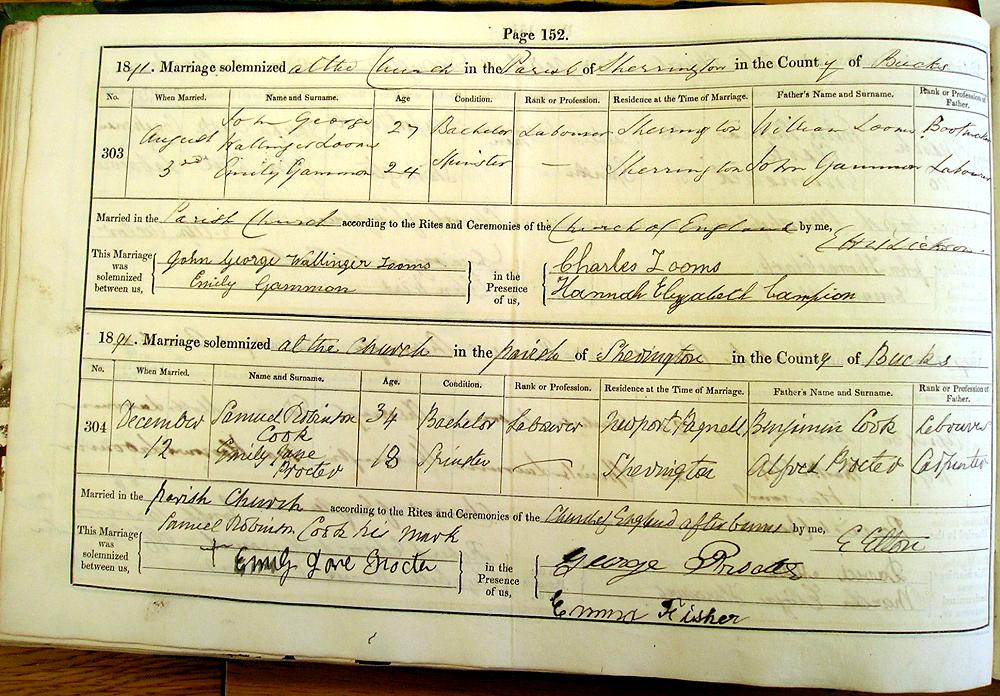 Page 152.
1891. Marriage solemnized at the Church in the Parish of Sherrington in the County of Bucks
No. When Married. Name and Surname. Age Condition. Rank or Profession. Residence at the Time of Marriage. Father's Name and Surname. Rank or Profession of Father.
303 August 3rd John George Wallinger Looms 27 Bachelor Labourer Sherrington William Looms Bootmaker
Emily Gammon 24 Spinster — Sherrington John Gammon Labourer
Married in the Parish Church according to the Rites and Ceremonies of the Church of England by me,
This Marriage was solemnized between us, John George Wallinger Looms in the Presence of us, Charles Looms
Emily Gammon Hannah Elizabeth Campion
1891. Marriage solemnized at the Church in the parish of Sherington in the County of Bucks
No. When Married. Name and Surname. Age. Condition. Rank or Profession. Residence at the Time of Marriage. Father's Name and Surname. Rank or Profession of Father.
304 December 12 Samuel Robinson Cook 34 Bachelor Labourer Newport Pagnell Benjamin Cook Labourer
Emily Jane Procter 18 Spinster — Sherington Alfred Procter Carpenter
Married in the parish Church according to the Rites and Ceremonies of the Church of England after banns by me,
This Marriage was solemnized between us, Samuel Robinson Cook his Mark in the Presence of us, George
+ Emily Jane Procter Emma Fisher